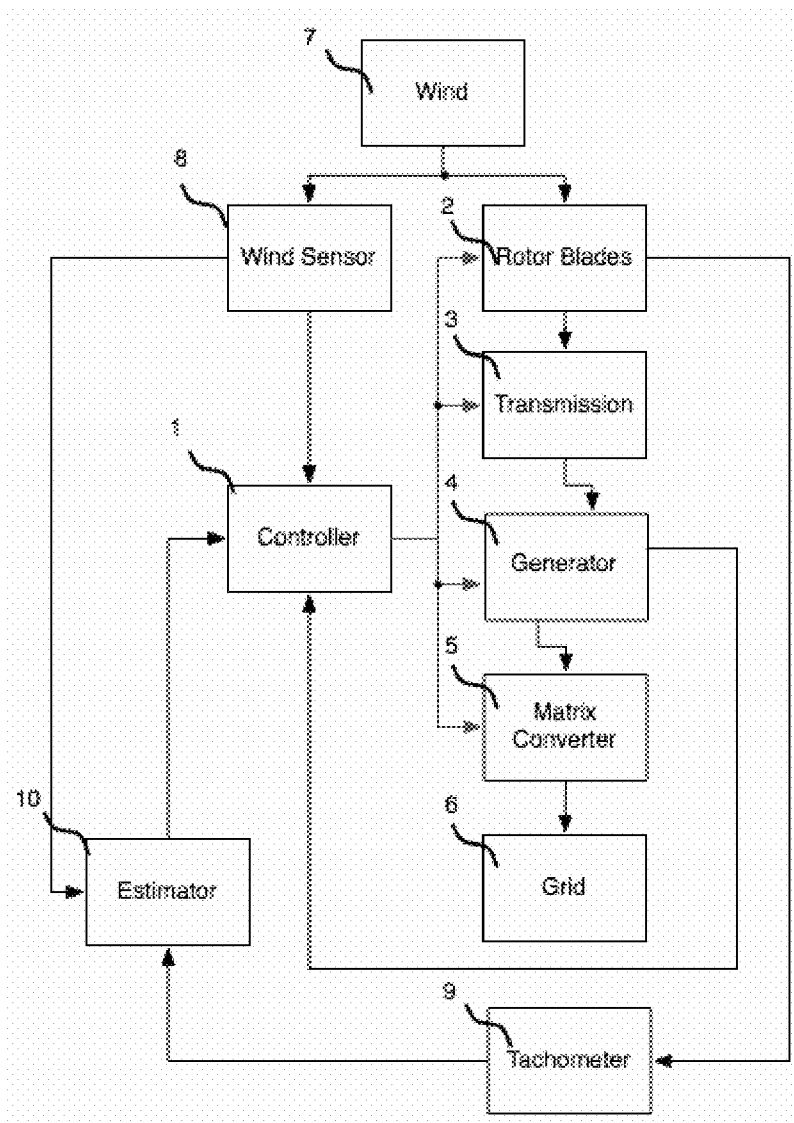 7
Wind
8
Wind Sensor
2
Rotor Blades
3
Transmission
1
Controller
4
Generator
5
Matrix
Converter
10
Estimator
6
Grid
9
Tachometer